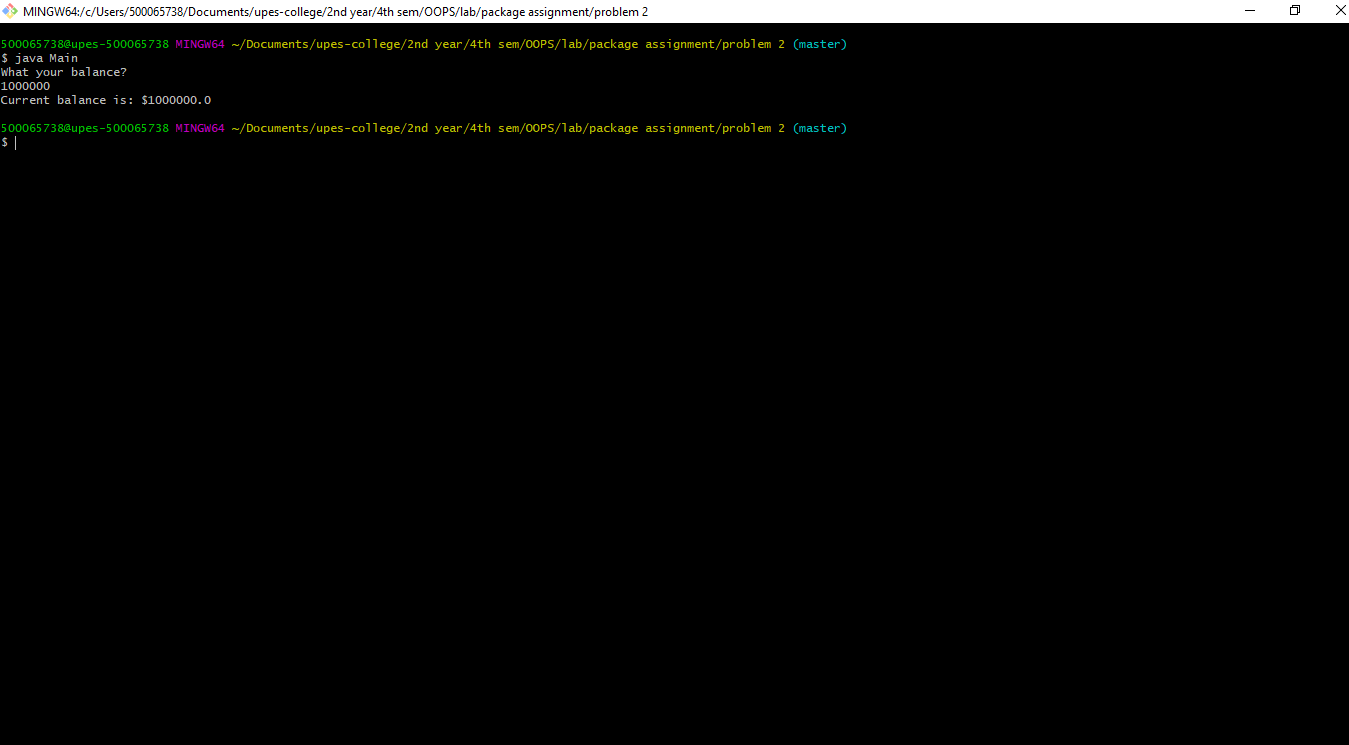 MINGW64:/c/Users/500065738/Documents/upes-college/2nd year/4th sem/OOPS/lab/package assignment/problem 2
500065738@upes-500065738 MINGW64 ~/Documents/upes-college/2nd year/4th sem/OOPS/lab/package assignment/problem 2 (master)
$ java Main
What your balance?
1000000
Current balance is: $1000000.0
500065738@upes-500065738 MINGW64 ~/Documents/upes-college/2nd year/4th sem/OOPS/lab/package assignment/problem 2 (master)
$